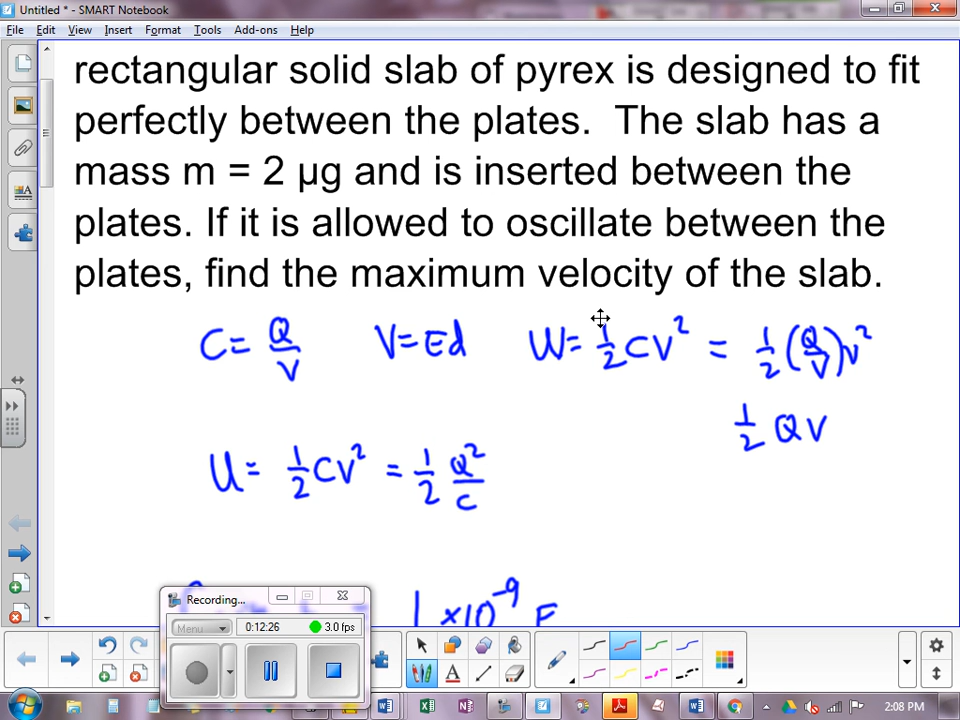 Untitled * - SMART Notebook
File Edit View Insert Format Tools Add-ons Help
rectangular solid slab of pyrex is designed to fit
perfectly between the plates. The slab has a
mass m = 2 µg and is inserted between the
plates. If it is allowed to oscillate between the
plates, find the maximum velocity of the slab.
C = Q/V V = Ed W = 1/2 CV² = 1/2 (Q/V) V²
1/2 QV
U = 1/2 CV² = 1/2 Q²/C
1 ×10⁻⁹ F
Recording...
Menu 0:12:26 3.0 fps
2:08 PM